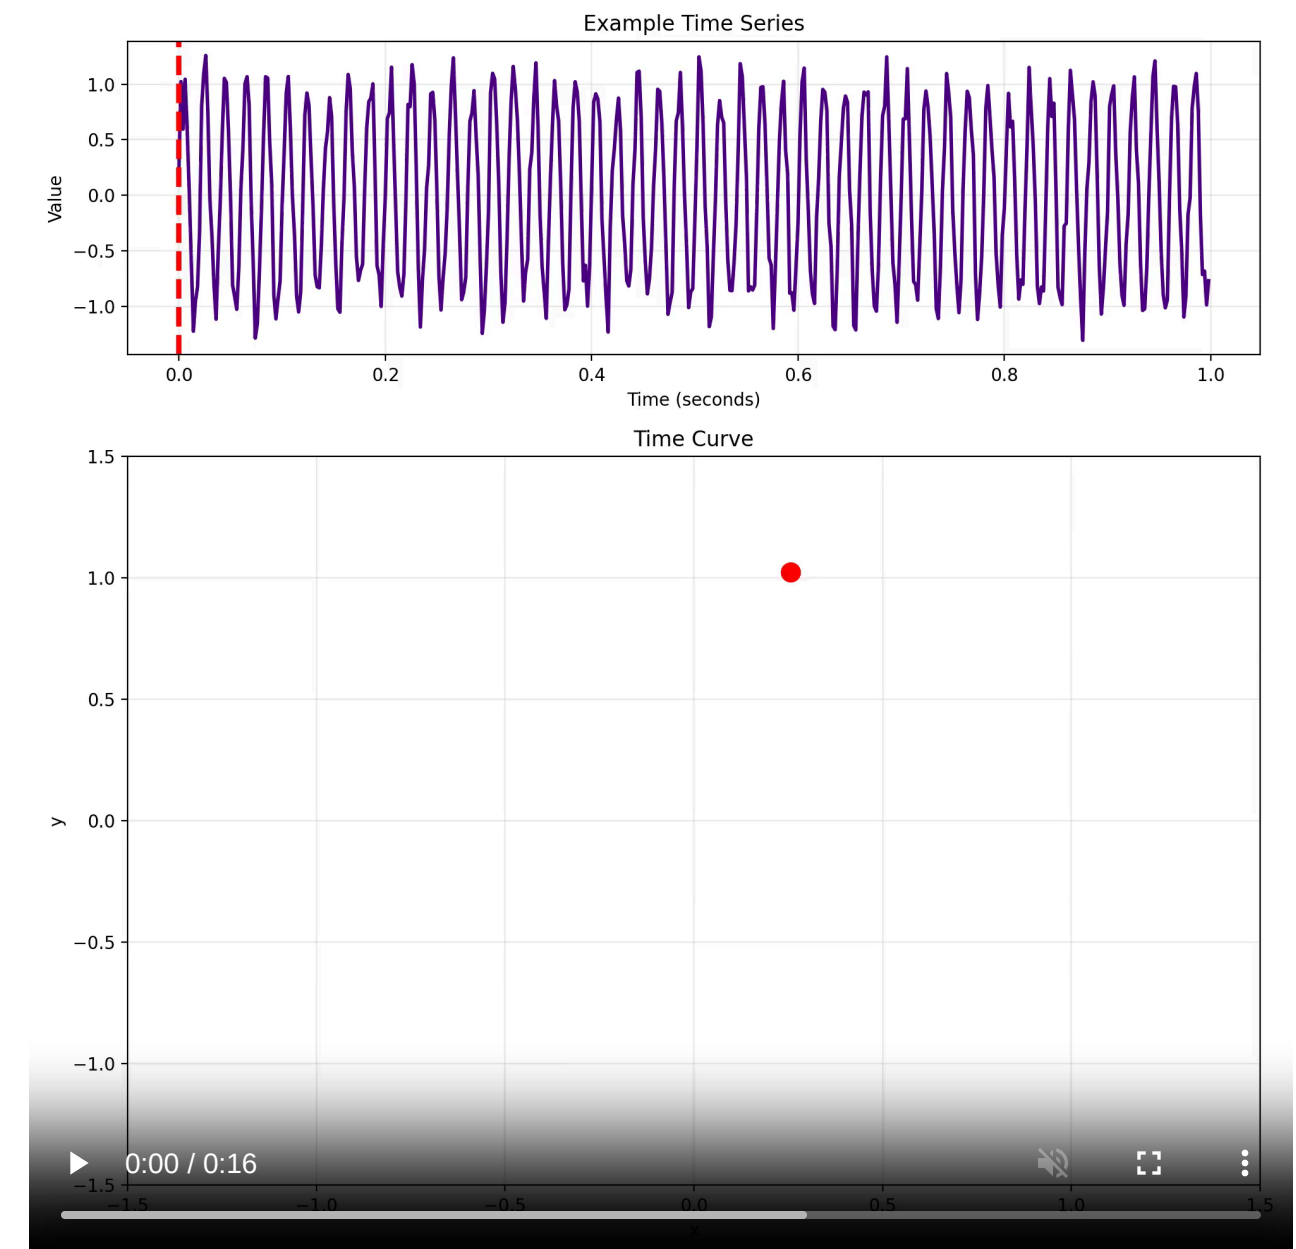 Example Time Series
1.0
0.5
0.0
−0.5
−1.0
Value
0.0 0.2 0.4 0.6 0.8 1.0
Time (seconds)
Time Curve
1.5
1.0
0.5
0.0
−0.5
−1.0
−1.5
y
0:00 / 0:16
−1.5 −1.0 −0.5 0.0 0.5 1.0 1.5
x